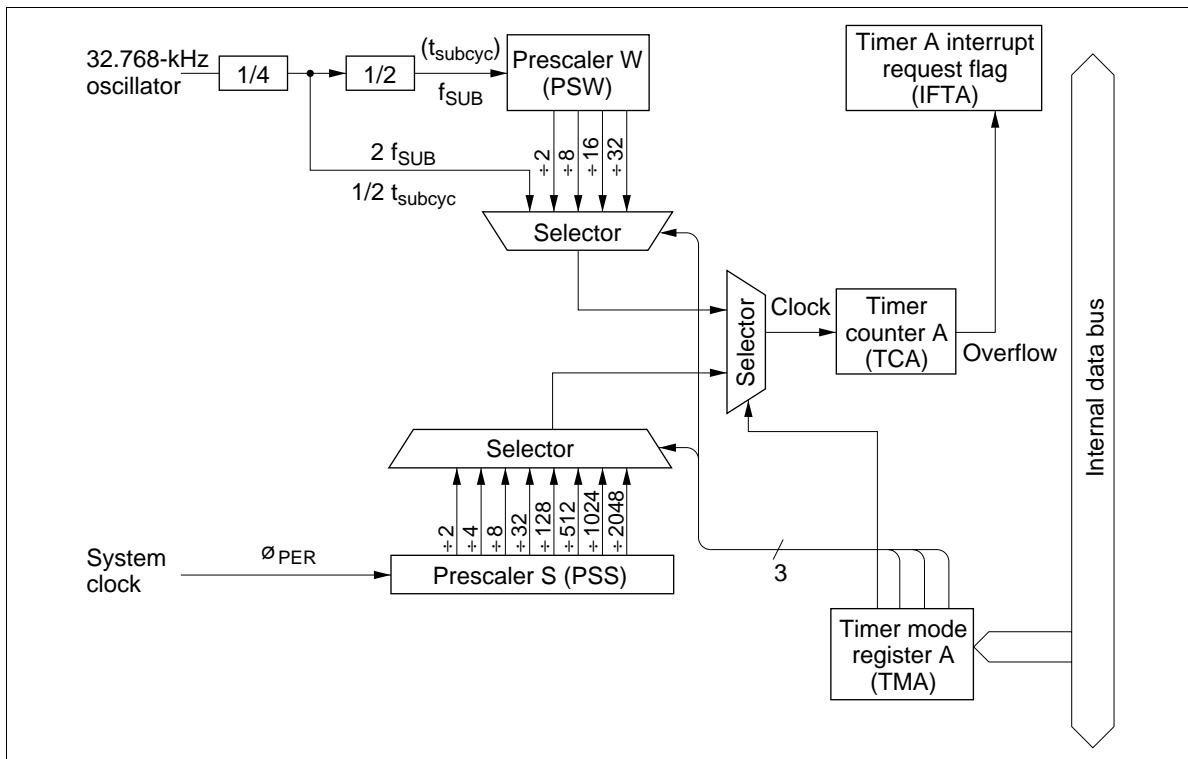 32.768-kHz
oscillator
1/4
1/2
(tsubcyc)
fSUB
Prescaler W
(PSW)
Timer A interrupt
request flag
(IFTA)
2 fSUB
1/2 tsubcyc
÷2
÷8
÷16
÷32
Selector
Selector
Clock
Timer
counter A
(TCA)
Overflow
Internal data bus
Selector
÷2
÷4
÷8
÷32
÷128
÷512
÷1024
÷2048
System
clock
øPER
Prescaler S (PSS)
3
Timer mode
register A
(TMA)